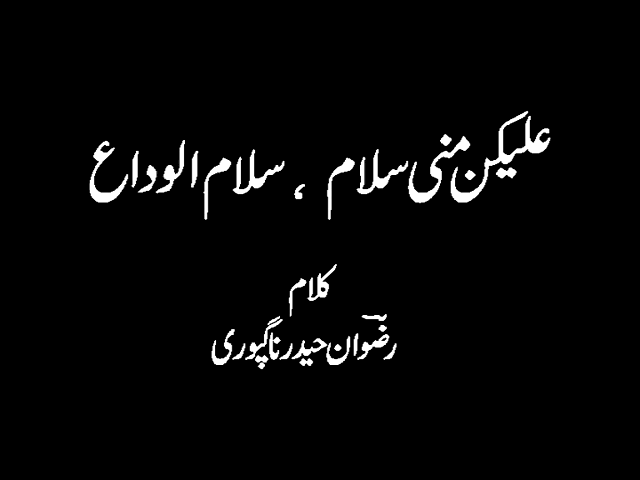 علیکن منی سلام ، سلام الوداع
کلام
رضوان حیدر ناگپوری